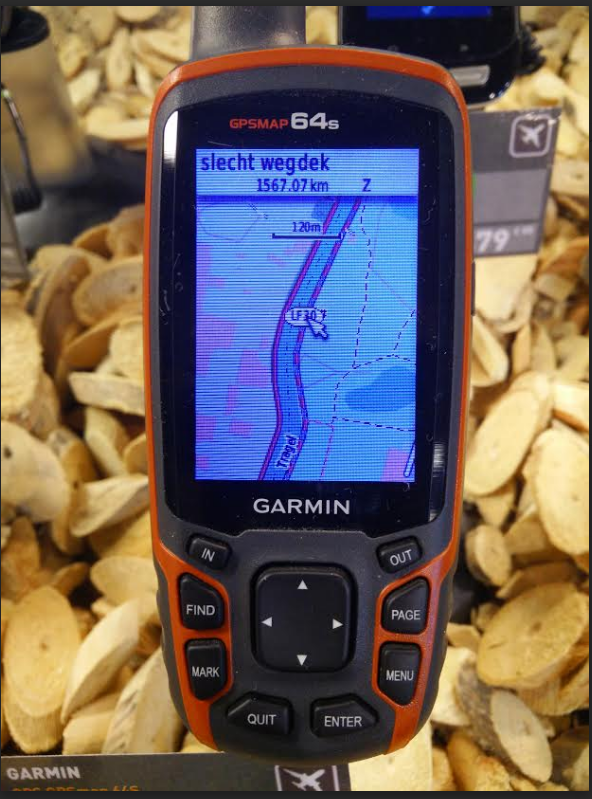 GPSMAP 64s
slecht wegdek
1567.07 km Z
120m
79
Tragel
GARMIN
IN
OUT
FIND
PAGE
MARK
MENU
QUIT
ENTER
GARMIN